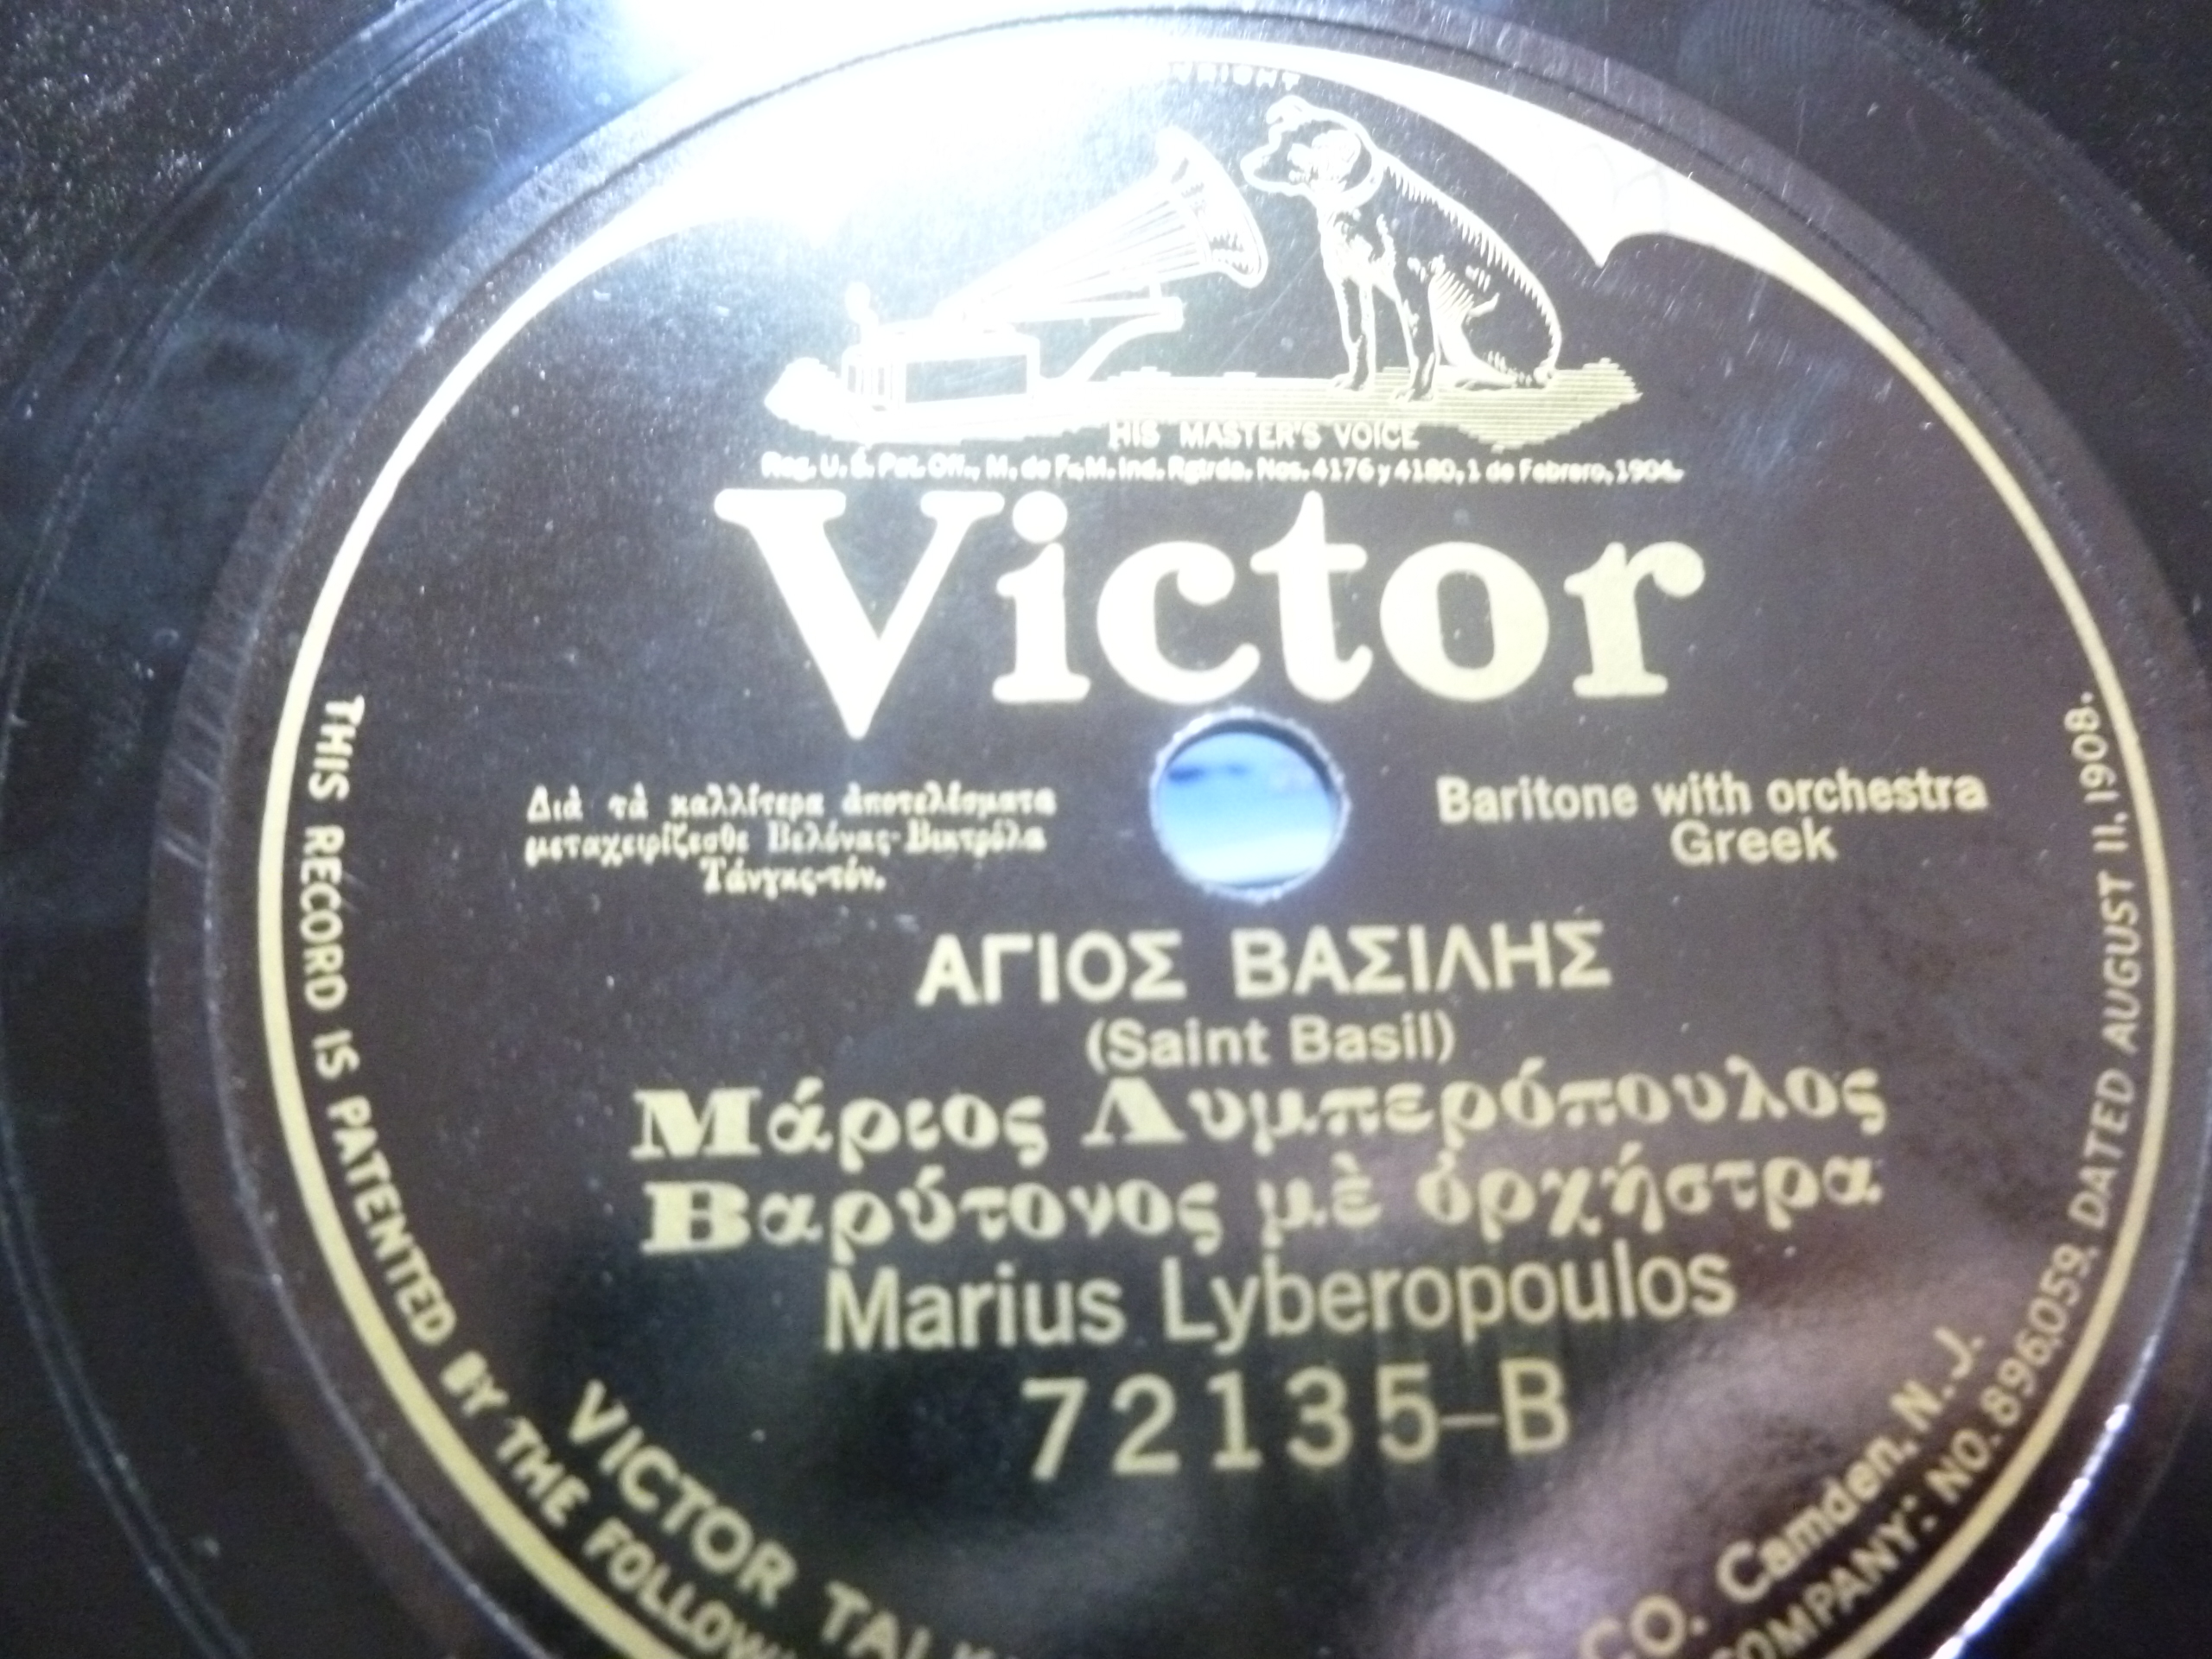 HIS MASTER'S VOICE
Reg. U. S. Pat. Off., M. de F., M. Ind. Rgtrda. Nos. 4176 y 4180, 1 de Febrero, 1904.
Victor
Διὰ τὰ καλλίτερα ἀποτελέσματα
μεταχειρίζεσθε Βελόνας Βικτρόλα
Τάνγκς-τόν.
Baritone with orchestra
Greek
ΑΓΙΟΣ ΒΑΣΙΛΗΣ
(Saint Basil)
Μάριος Λυμπερόπουλος
Βαρύτονος μὲ ὀρχήστρα
Marius Lyberopoulos
72135-B
VICTOR
CO. Camden. N. J.
THIS RECORD IS PATENTED BY THE
COMPANY: NO. 896,059. DATED AUGUST 11. 1908.